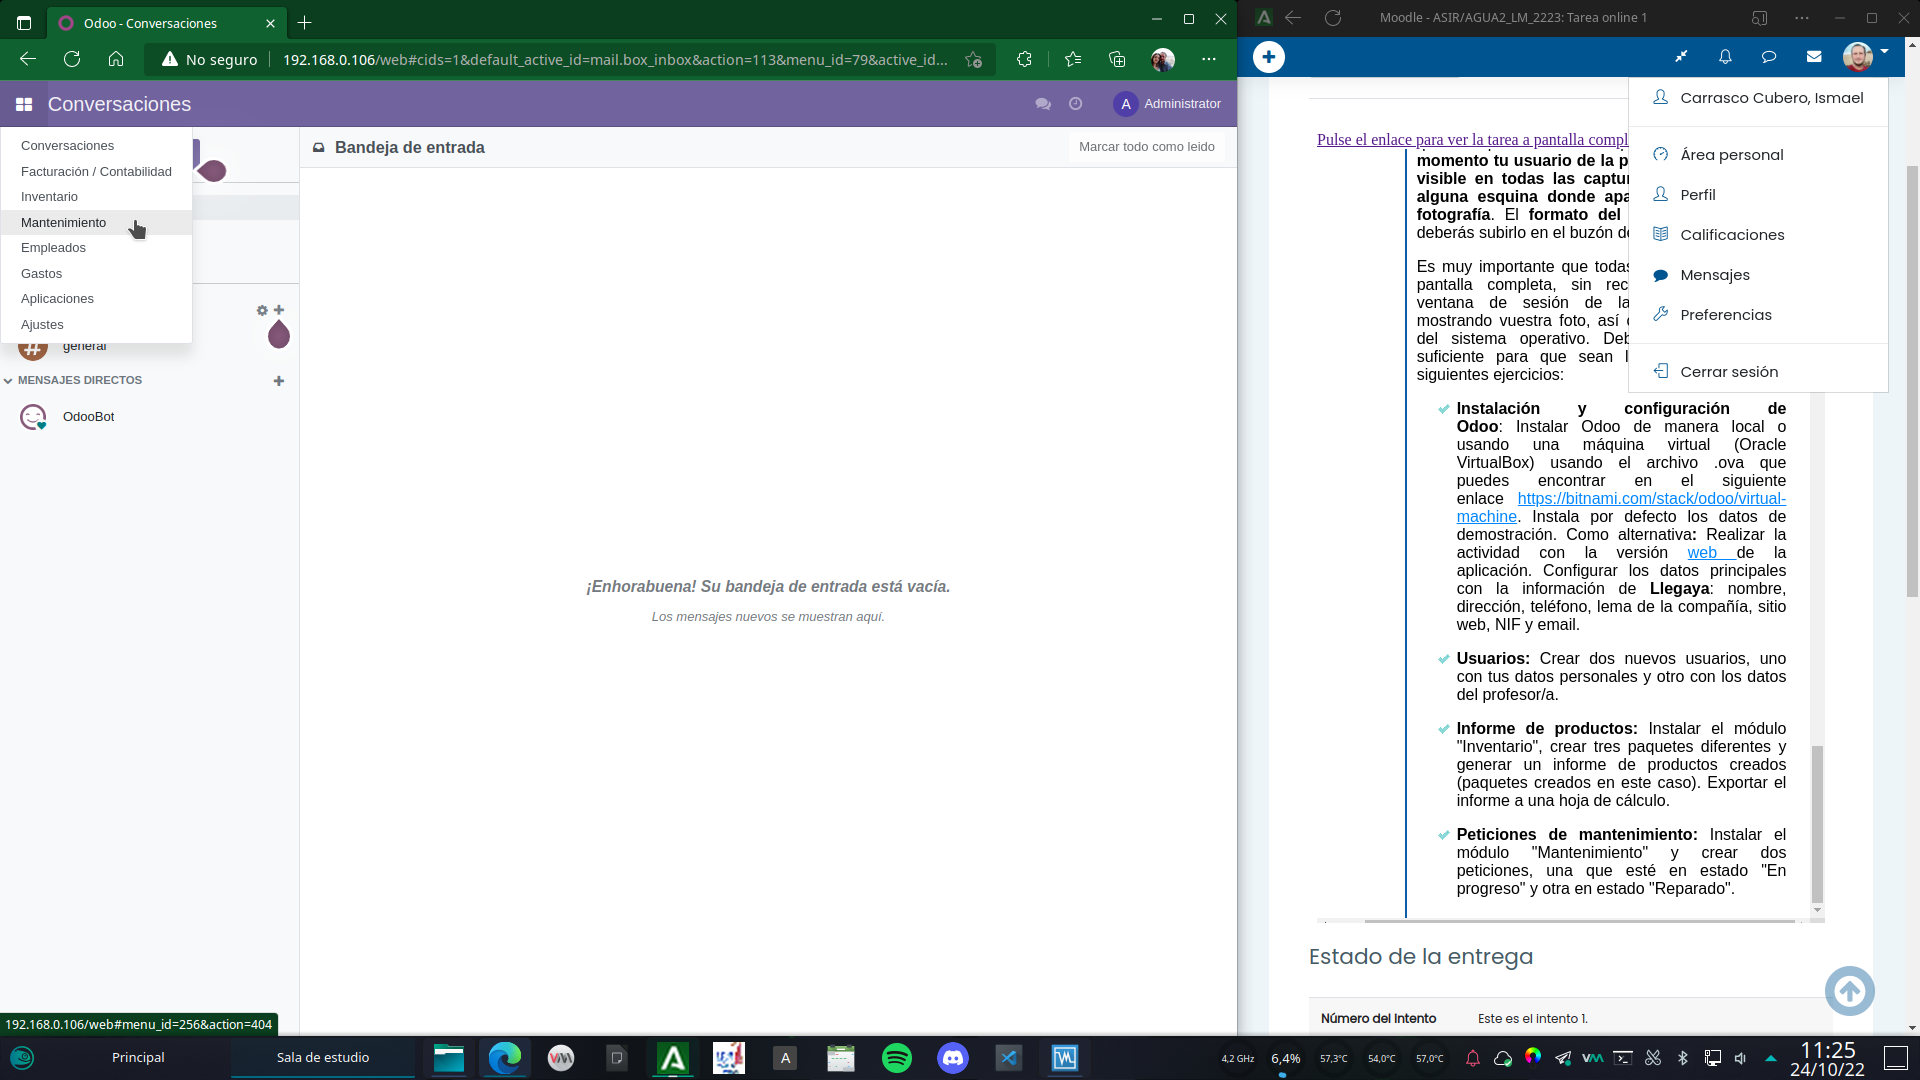 Odoo - Conversaciones
No seguro
192.168.0.106/web#cids=1&default_active_id=mail.box_inbox&action=113&menu_id=79&active_id...
Conversaciones
A Administrator
Conversaciones
Facturación / Contabilidad
Inventario
Mantenimiento
Empleados
Gastos
Aplicaciones
Ajustes
general
MENSAJES DIRECTOS
OdooBot
Bandeja de entrada
Marcar todo como leido
¡Enhorabuena! Su bandeja de entrada está vacía.
Los mensajes nuevos se muestran aquí.
192.168.0.106/web#menu_id=256&action=404
Moodle - ASIR/AGUA2_LM_2223: Tarea online 1
Carrasco Cubero, Ismael
Área personal
Perfil
Calificaciones
Mensajes
Preferencias
Cerrar sesión
Pulse el enlace para ver la tarea a pantalla compl
momento tu usuario de la p
visible en todas las captur
alguna esquina donde apa
fotografía. El formato del
deberás subirlo en el buzón de
Es muy importante que todas
pantalla completa, sin rec
ventana de sesión de la
mostrando vuestra foto, así
del sistema operativo. Deb
suficiente para que sean l
siguientes ejercicios:
Instalación y configuración de
Odoo: Instalar Odoo de manera local o
usando una máquina virtual (Oracle
VirtualBox) usando el archivo .ova que
puedes encontrar en el siguiente
enlace https://bitnami.com/stack/odoo/virtual-
machine. Instala por defecto los datos de
demostración. Como alternativa: Realizar la
actividad con la versión web de la
aplicación. Configurar los datos principales
con la información de Llegaya: nombre,
dirección, teléfono, lema de la compañía, sitio
web, NIF y email.
Usuarios: Crear dos nuevos usuarios, uno
con tus datos personales y otro con los datos
del profesor/a.
Informe de productos: Instalar el módulo
"Inventario", crear tres paquetes diferentes y
generar un informe de productos creados
(paquetes creados en este caso). Exportar el
informe a una hoja de cálculo.
Peticiones de mantenimiento: Instalar el
módulo "Mantenimiento" y crear dos
peticiones, una que esté en estado "En
progreso" y otra en estado "Reparado".
Estado de la entrega
Número del Intento Este es el intento 1.
Principal
Sala de estudio
4,2 GHz
6,4%
57,3°C
54,0°C
57,0°C
11:25
24/10/22